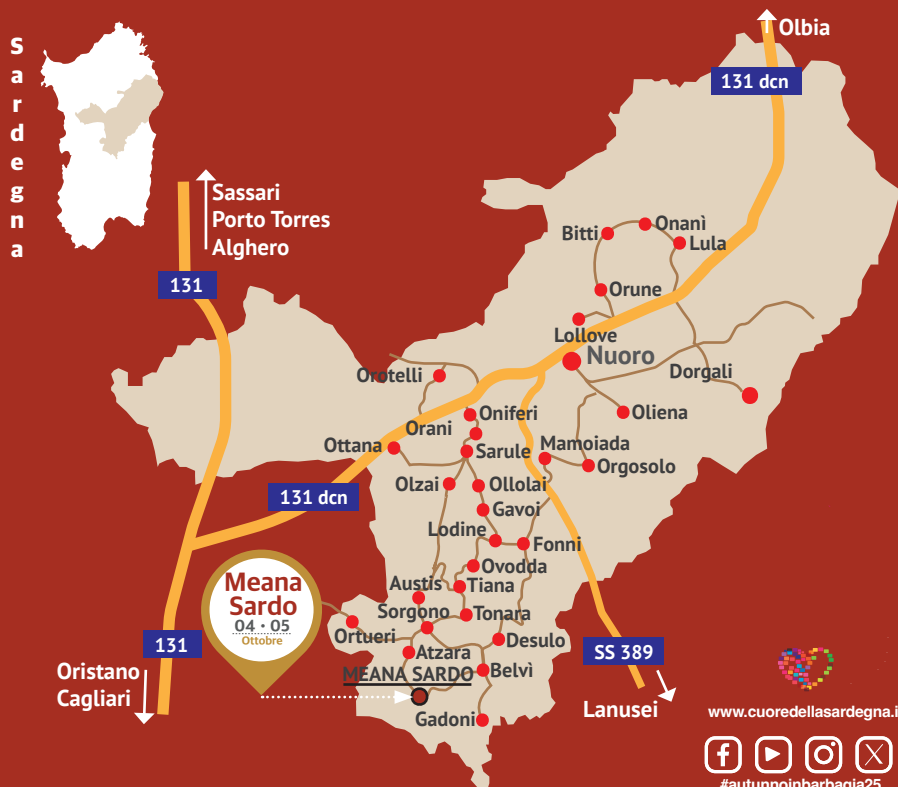 Sardegna
Olbia
131 dcn
Sassari
Porto Torres
Alghero
131
Bitti
Onanì
Lula
Orune
Lollove
Nuoro
Dorgali
Orotelli
Oliena
Oniferi
Orani
Ottana
Sarule
Mamoiada
Orgosolo
Olzai
Ollolai
131 dcn
Gavoi
Lodine
Fonni
Ovodda
Meana
Sardo
04 • 05
Ottobre
Austis
Tiana
Sorgono
Tonara
Ortueri
Desulo
131
Atzara
SS 389
Oristano
Cagliari
MEANA SARDO
Belvì
Gadoni
Lanusei
www.cuoredellasardegna.i
#autunnoinbarbagia25